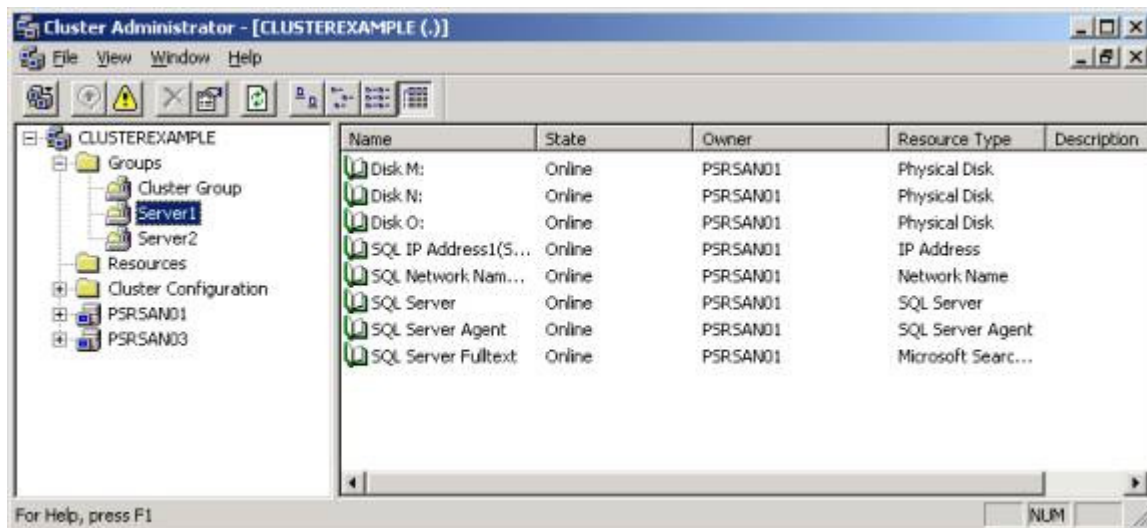 Cluster Administrator - [CLUSTEREXAMPLE (.)]
File View Window Help
CLUSTEREXAMPLE
Groups
Cluster Group
Server1
Server2
Resources
Cluster Configuration
PSRSAN01
PSRSAN03
Name State Owner Resource Type Description
Disk M: Online PSRSAN01 Physical Disk
Disk N: Online PSRSAN01 Physical Disk
Disk O: Online PSRSAN01 Physical Disk
SQL IP Address1(S... Online PSRSAN01 IP Address
SQL Network Nam... Online PSRSAN01 Network Name
SQL Server Online PSRSAN01 SQL Server
SQL Server Agent Online PSRSAN01 SQL Server Agent
SQL Server Fulltext Online PSRSAN01 Microsoft Searc...
For Help, press F1 NUM